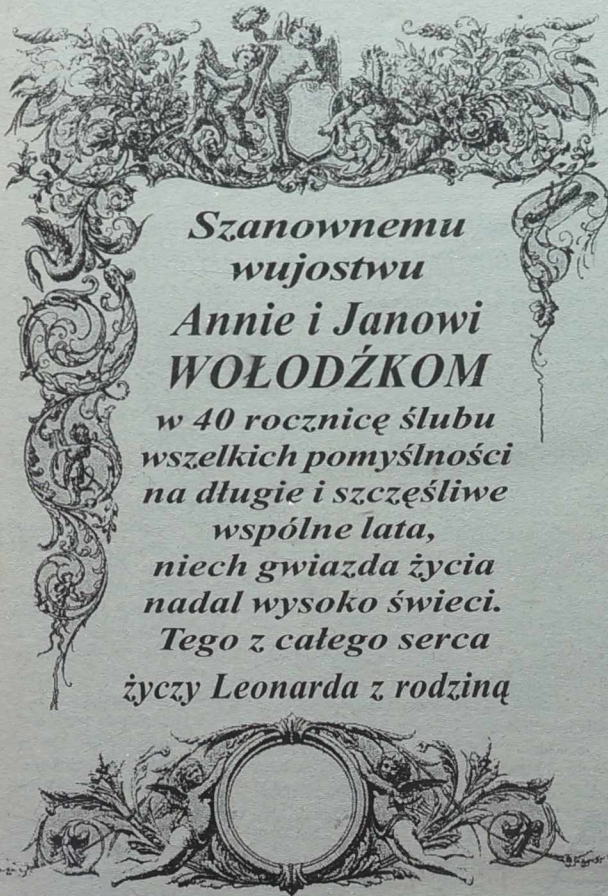 Szanownemu
wujostwu
Annie i Janowi
WOŁODŹKOM
w 40 rocznicę ślubu
wszelkich pomyślności
na długie i szczęśliwe
wspólne lata,
niech gwiazda życia
nadal wysoko świeci.
Tego z całego serca
życzy Leonarda z rodziną